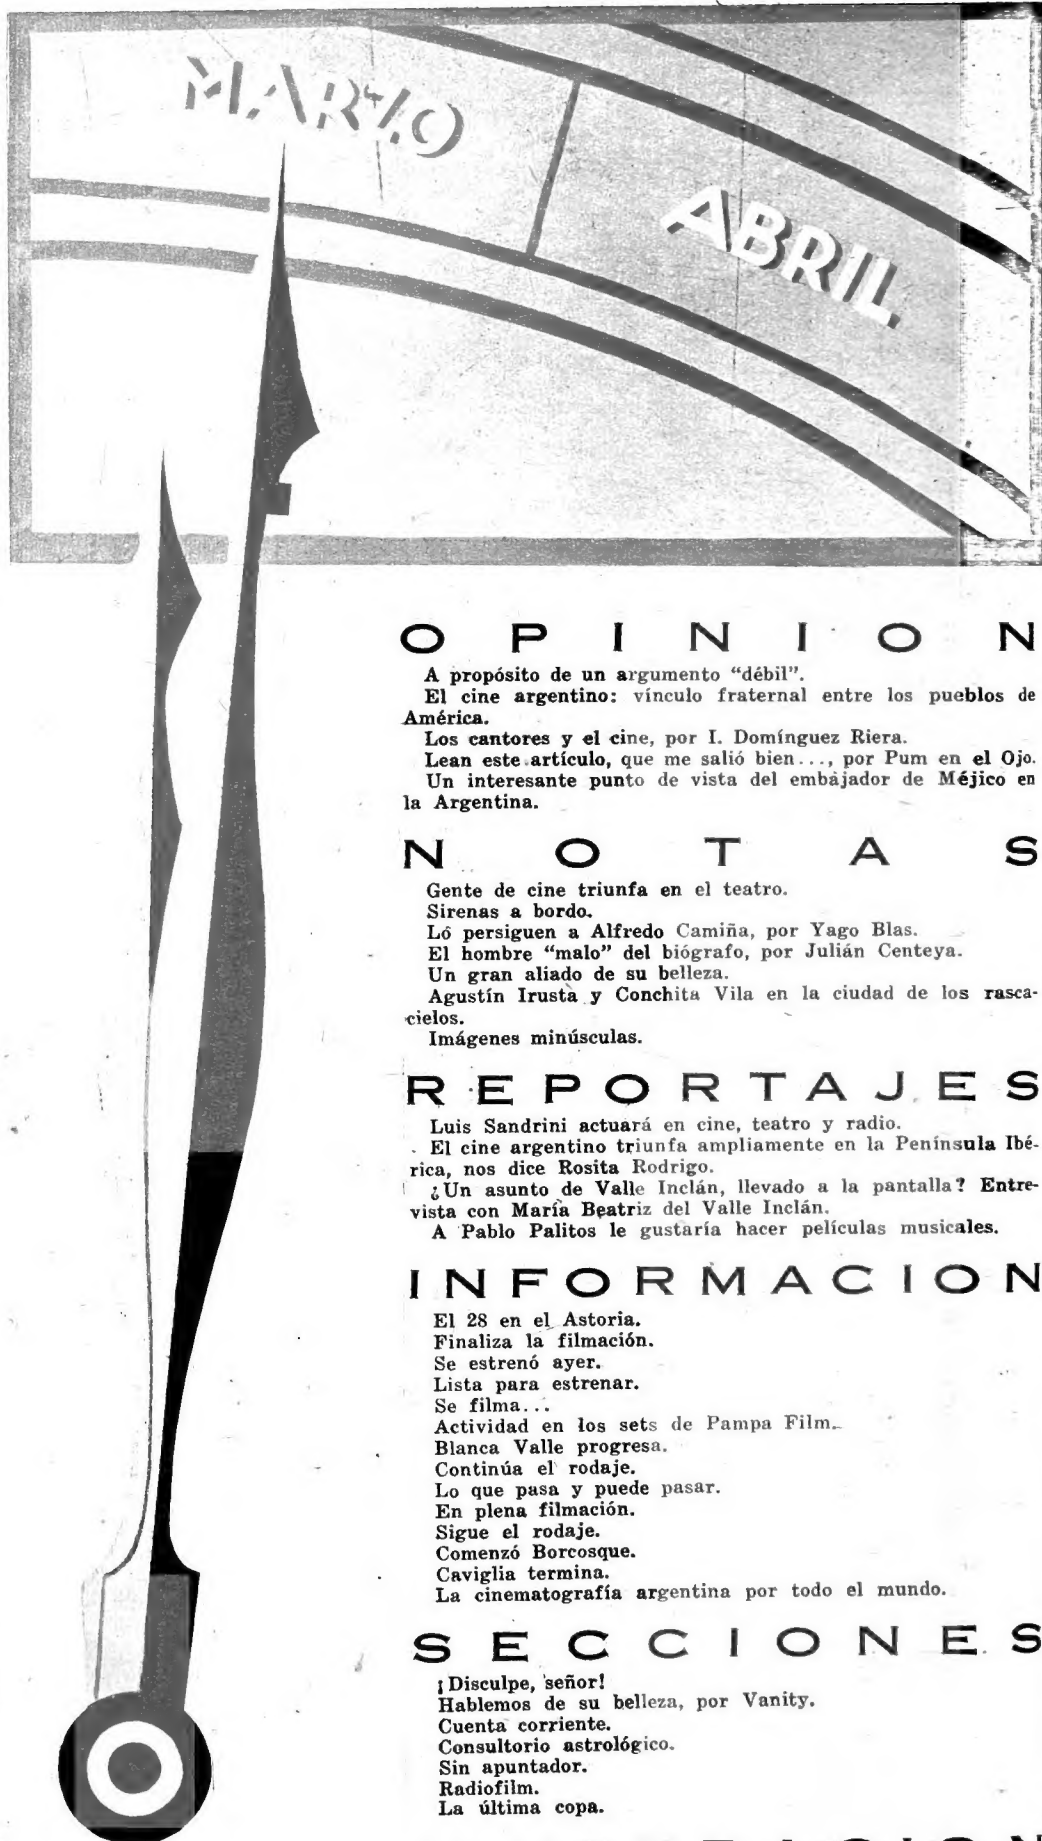 MARZO
ABRIL
OPINION
A propósito de un argumento “débil”.
El cine argentino: vínculo fraternal entre los pueblos de
América.
Los cantores y el cine, por I. Domínguez Riera.
Lean este artículo, que me salió bien..., por Pum en el Ojo.
Un interesante punto de vista del embajador de Méjico en
la Argentina.
NOTAS
Gente de cine triunfa en el teatro.
Sirenas a bordo.
Ló persiguen a Alfredo Camiña, por Yago Blas.
El hombre “malo” del biógrafo, por Julián Centeya.
Un gran aliado de su belleza.
Agustín Irusta y Conchita Vila en la ciudad de los rasca-
cielos.
Imágenes minúsculas.
REPORTAJES
Luis Sandrini actuará en cine, teatro y radio.
El cine argentino triunfa ampliamente en la Península Ibé-
rica, nos dice Rosita Rodrigo.
¿Un asunto de Valle Inclán, llevado a la pantalla? Entre-
vista con María Beatriz del Valle Inclán.
A Pablo Palitos le gustaría hacer películas musicales.
INFORMACION
El 28 en el Astoria.
Finaliza la filmación.
Se estrenó ayer.
Lista para estrenar.
Se filma...
Actividad en los sets de Pampa Film.
Blanca Valle progresa.
Continúa el rodaje.
Lo que pasa y puede pasar.
En plena filmación.
Sigue el rodaje.
Comenzó Borcosque.
Caviglia termina.
La cinematografía argentina por todo el mundo.
SECCIONES
¡Disculpe, señor!
Hablemos de su belleza, por Vanity.
Cuenta corriente.
Consultorio astrológico.
Sin apuntador.
Radiofilm.
La última copa.